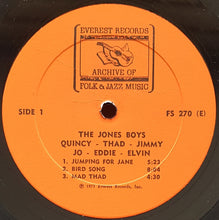 EVEREST RECORDS
ARCHIVE OF
FOLK & JAZZ MUSIC
SIDE 1
FS 270 (E)
THE JONES BOYS
QUINCY - THAD - JIMMY
JO - EDDIE - ELVIN
1. JUMPING FOR JANE 5:23
2. BIRD SONG 8:54
3. MAD THAD 4:30